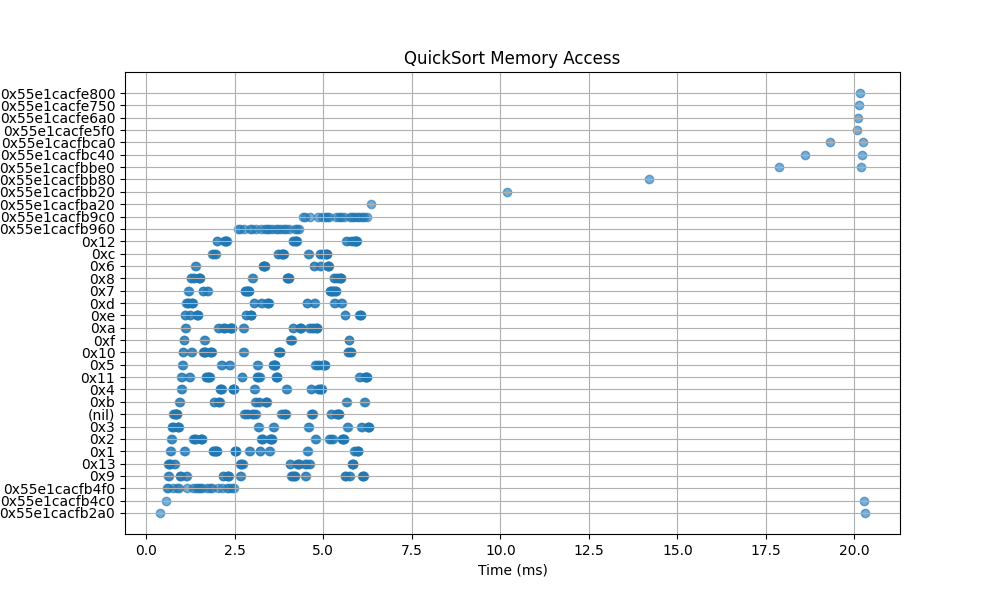 QuickSort Memory Access
0x55e1cacfe800
0x55e1cacfe750
0x55e1cacfe6a0
0x55e1cacfe5f0
0x55e1cacfbca0
0x55e1cacfbc40
0x55e1cacfbbe0
0x55e1cacfbb80
0x55e1cacfbb20
0x55e1cacfba20
0x55e1cacfb9c0
0x55e1cacfb960
0x12
0xc
0x6
0x8
0x7
0xd
0xe
0xa
0xf
0x10
0x5
0x11
0x4
0xb
(nil)
0x3
0x2
0x1
0x13
0x9
0x55e1cacfb4f0
0x55e1cacfb4c0
0x55e1cacfb2a0
0.0 2.5 5.0 7.5 10.0 12.5 15.0 17.5 20.0
Time (ms)